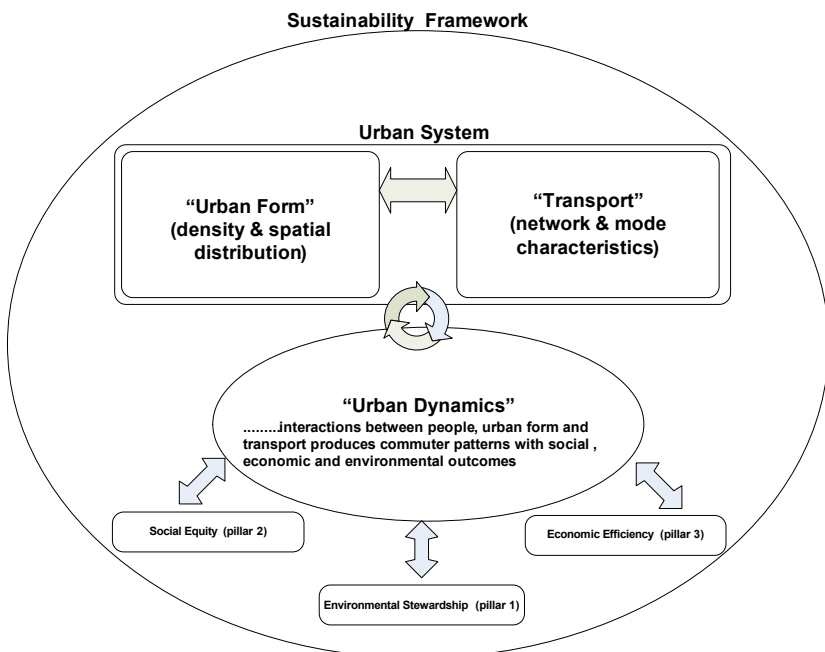 Sustainability Framework
Urban System
“Urban Form”
(density & spatial
distribution)
“Transport”
(network & mode
characteristics)
“Urban Dynamics”
.........interactions between people, urban form and
transport produces commuter patterns with social ,
economic and environmental outcomes
Social Equity (pillar 2)
Economic Efficiency (pillar 3)
Environmental Stewardship (pillar 1)